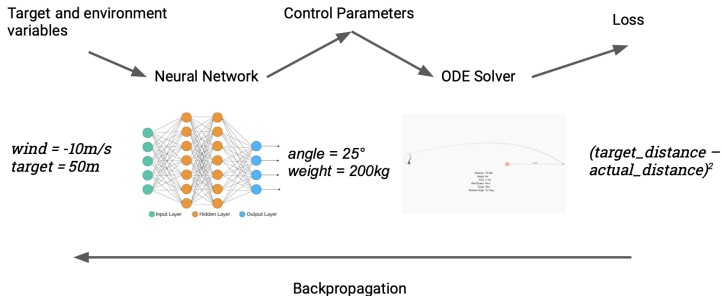 Target and environment
variables
Control Parameters
Loss
Neural Network
ODE Solver
wind = -10m/s
target = 50m
angle = 25°
weight = 200kg
(target_distance –
actual_distance)²
Input Layer
Hidden Layer
Output Layer
Backpropagation